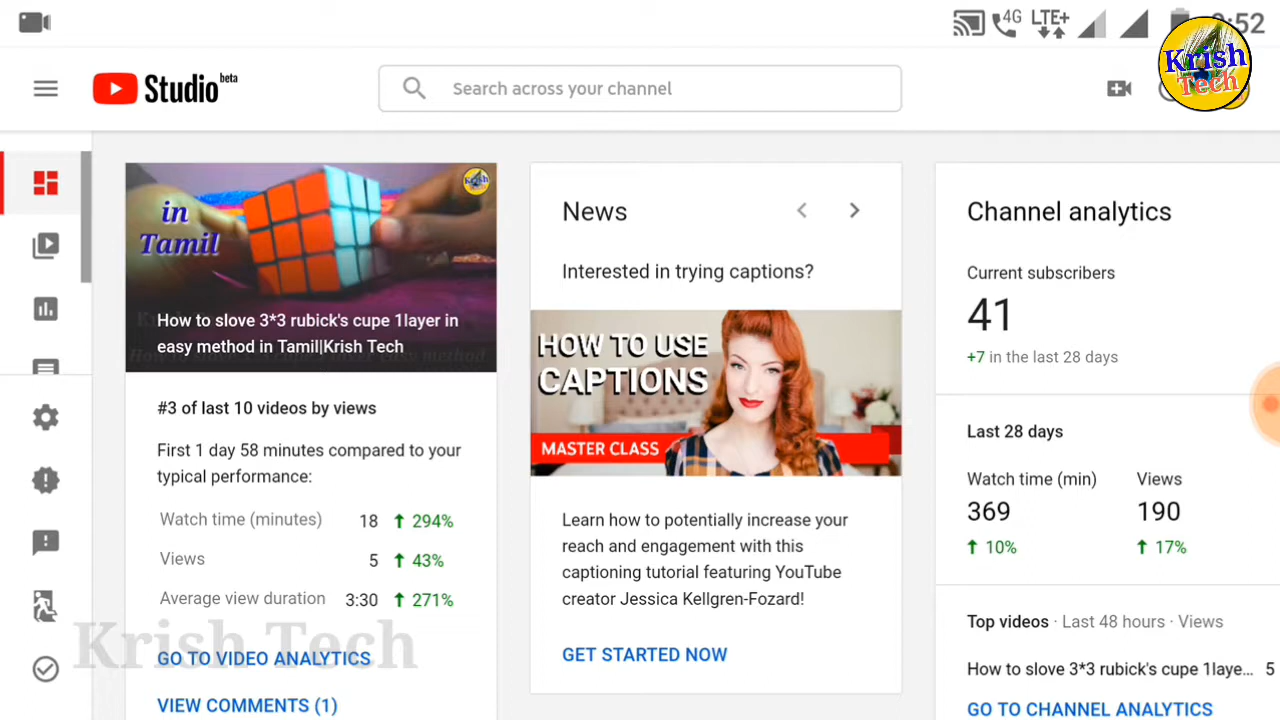 4G LTE+
:52
Studio beta
Search across your channel
Krish
Tech
Krish
in
Tamil
How to slove 3*3 rubick's cupe 1layer in
easy method in Tamil||Krish Tech
#3 of last 10 videos by views
First 1 day 58 minutes compared to your
typical performance:
Watch time (minutes) 18 294%
Views 5 43%
Average view duration 3:30 271%
Krish Tech
GO TO VIDEO ANALYTICS
VIEW COMMENTS (1)
News
Interested in trying captions?
HOW TO USE
CAPTIONS
MASTER CLASS
Learn how to potentially increase your
reach and engagement with this
captioning tutorial featuring YouTube
creator Jessica Kellgren-Fozard!
GET STARTED NOW
Channel analytics
Current subscribers
41
+7 in the last 28 days
Last 28 days
Watch time (min) Views
369 190
10% 17%
Top videos · Last 48 hours · Views
How to slove 3*3 rubick's cupe 1laye... 5
GO TO CHANNEL ANALYTICS